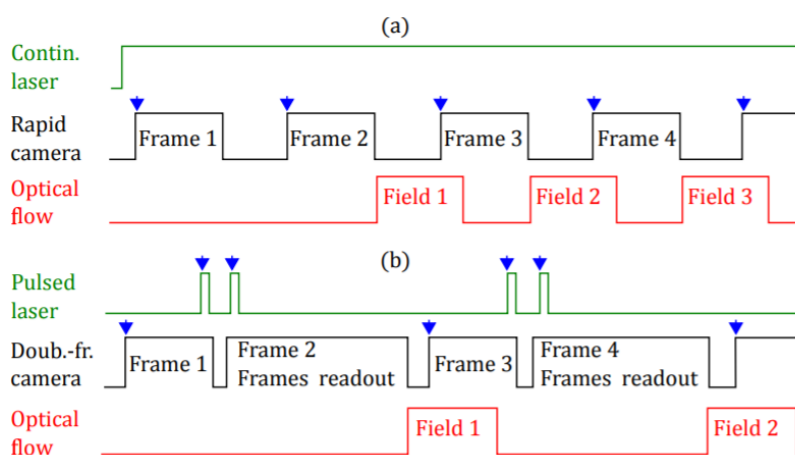 (a)
Contin.
laser
Rapid
camera
Frame 1
Frame 2
Frame 3
Frame 4
Optical
flow
Field 1
Field 2
Field 3
(b)
Pulsed
laser
Doub.-fr.
camera
Frame 1
Frame 2
Frames readout
Frame 3
Frame 4
Frames readout
Optical
flow
Field 1
Field 2